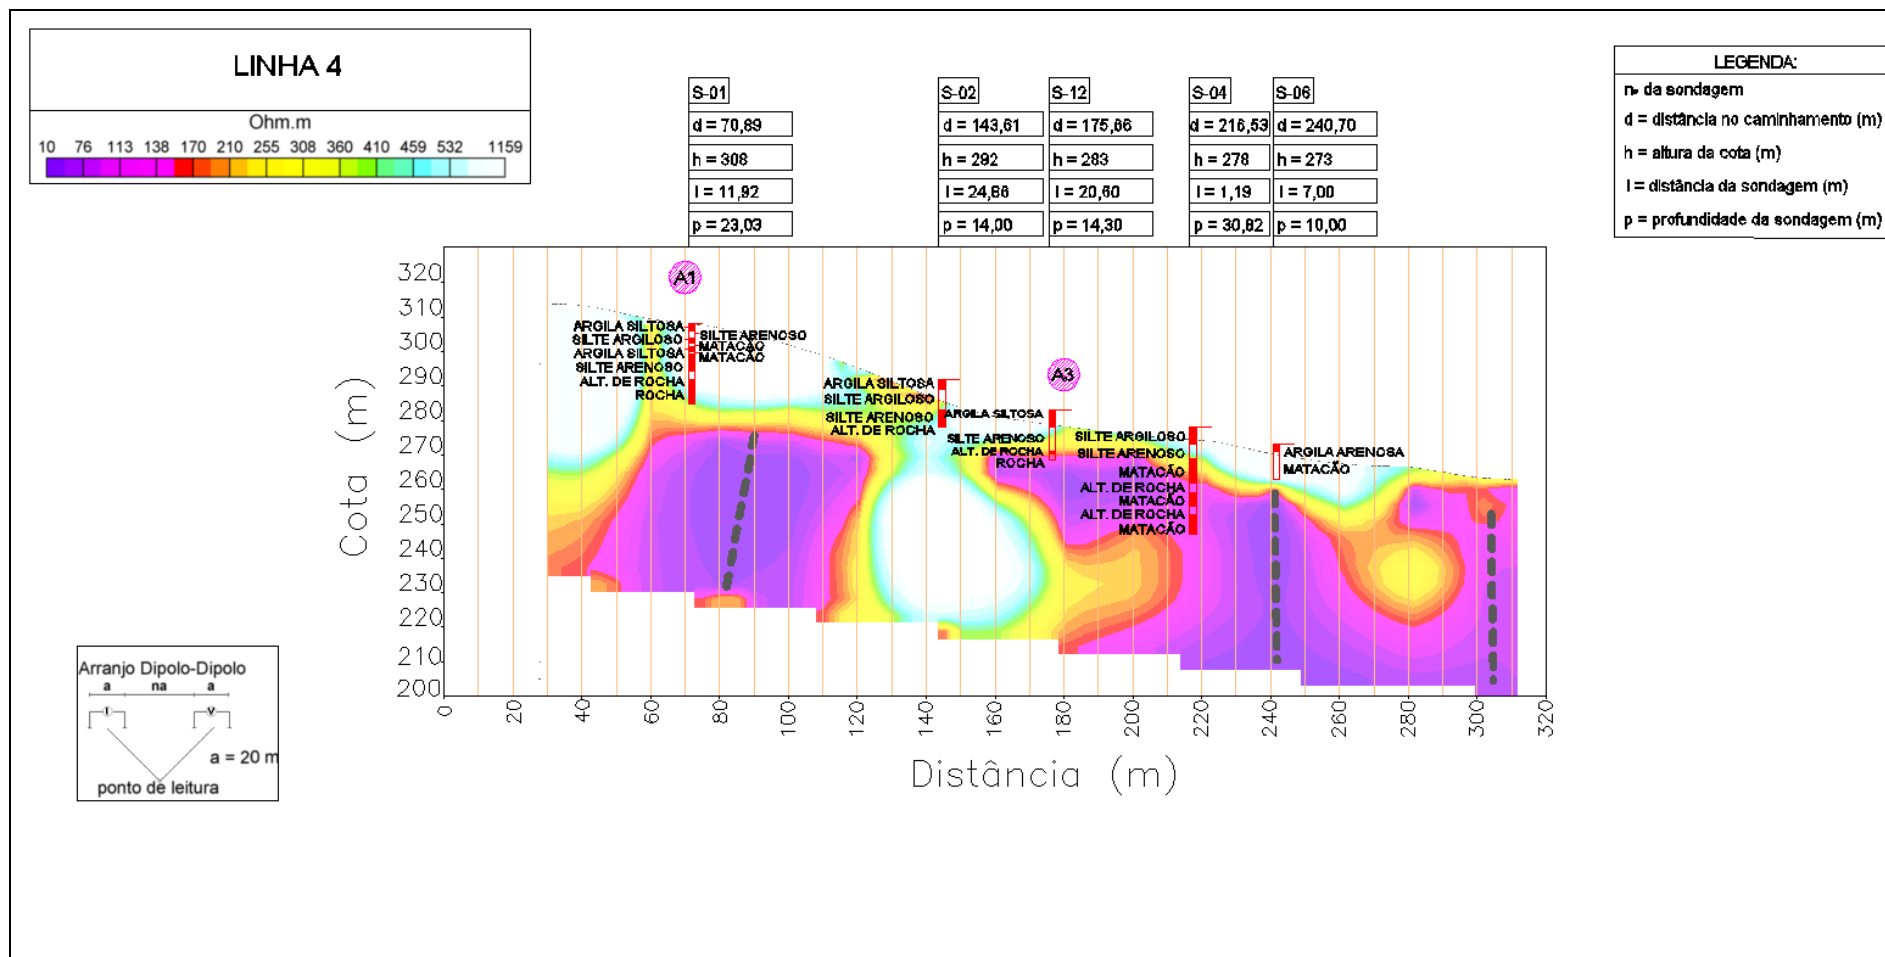 LINHA 4
Ohm.m
10 76 113 138 170 210 255 308 360 410 459 532 1159
S-01
d = 70,89
h = 308
l = 11,92
p = 23,03
S-02
d = 143,61
h = 292
l = 24,66
p = 14,00
S-12
d = 175,66
h = 283
l = 20,60
p = 14,30
S-04
d = 216,53
h = 278
l = 1,19
p = 30,82
S-06
d = 240,70
h = 273
l = 7,00
p = 10,00
LEGENDA:
nº da sondagem
d = distância no caminhamento (m)
h = altura da cota (m)
l = distância da sondagem (m)
p = profundidade da sondagem (m)
A1
A3
ARGILA SILTOSA
SILTE ARGILOSO
ARGILA SILTOSA
SILTE ARENOSO
ALT. DE ROCHA
ROCHA
SILTE ARENOSO
MATACÃO
MATACÃO
ARGILA SILTOSA
SILTE ARGILOSO
SILTE ARENOSO
ALT. DE ROCHA
ARGILA SILTOSA
SILTE ARENOSO
ALT. DE ROCHA
ROCHA
SILTE ARGILOSO
SILTE ARENOSO
MATACÃO
ALT. DE ROCHA
MATACÃO
ALT. DE ROCHA
MATACÃO
ARGILA ARENOSA
MATACÃO
Cota (m)
320
310
300
290
280
270
260
250
240
230
220
210
200
0 20 40 60 80 100 120 140 160 180 200 220 240 260 280 300 320
Distância (m)
Arranjo Dipolo-Dipolo
a na a
I V
a = 20 m
ponto de leitura